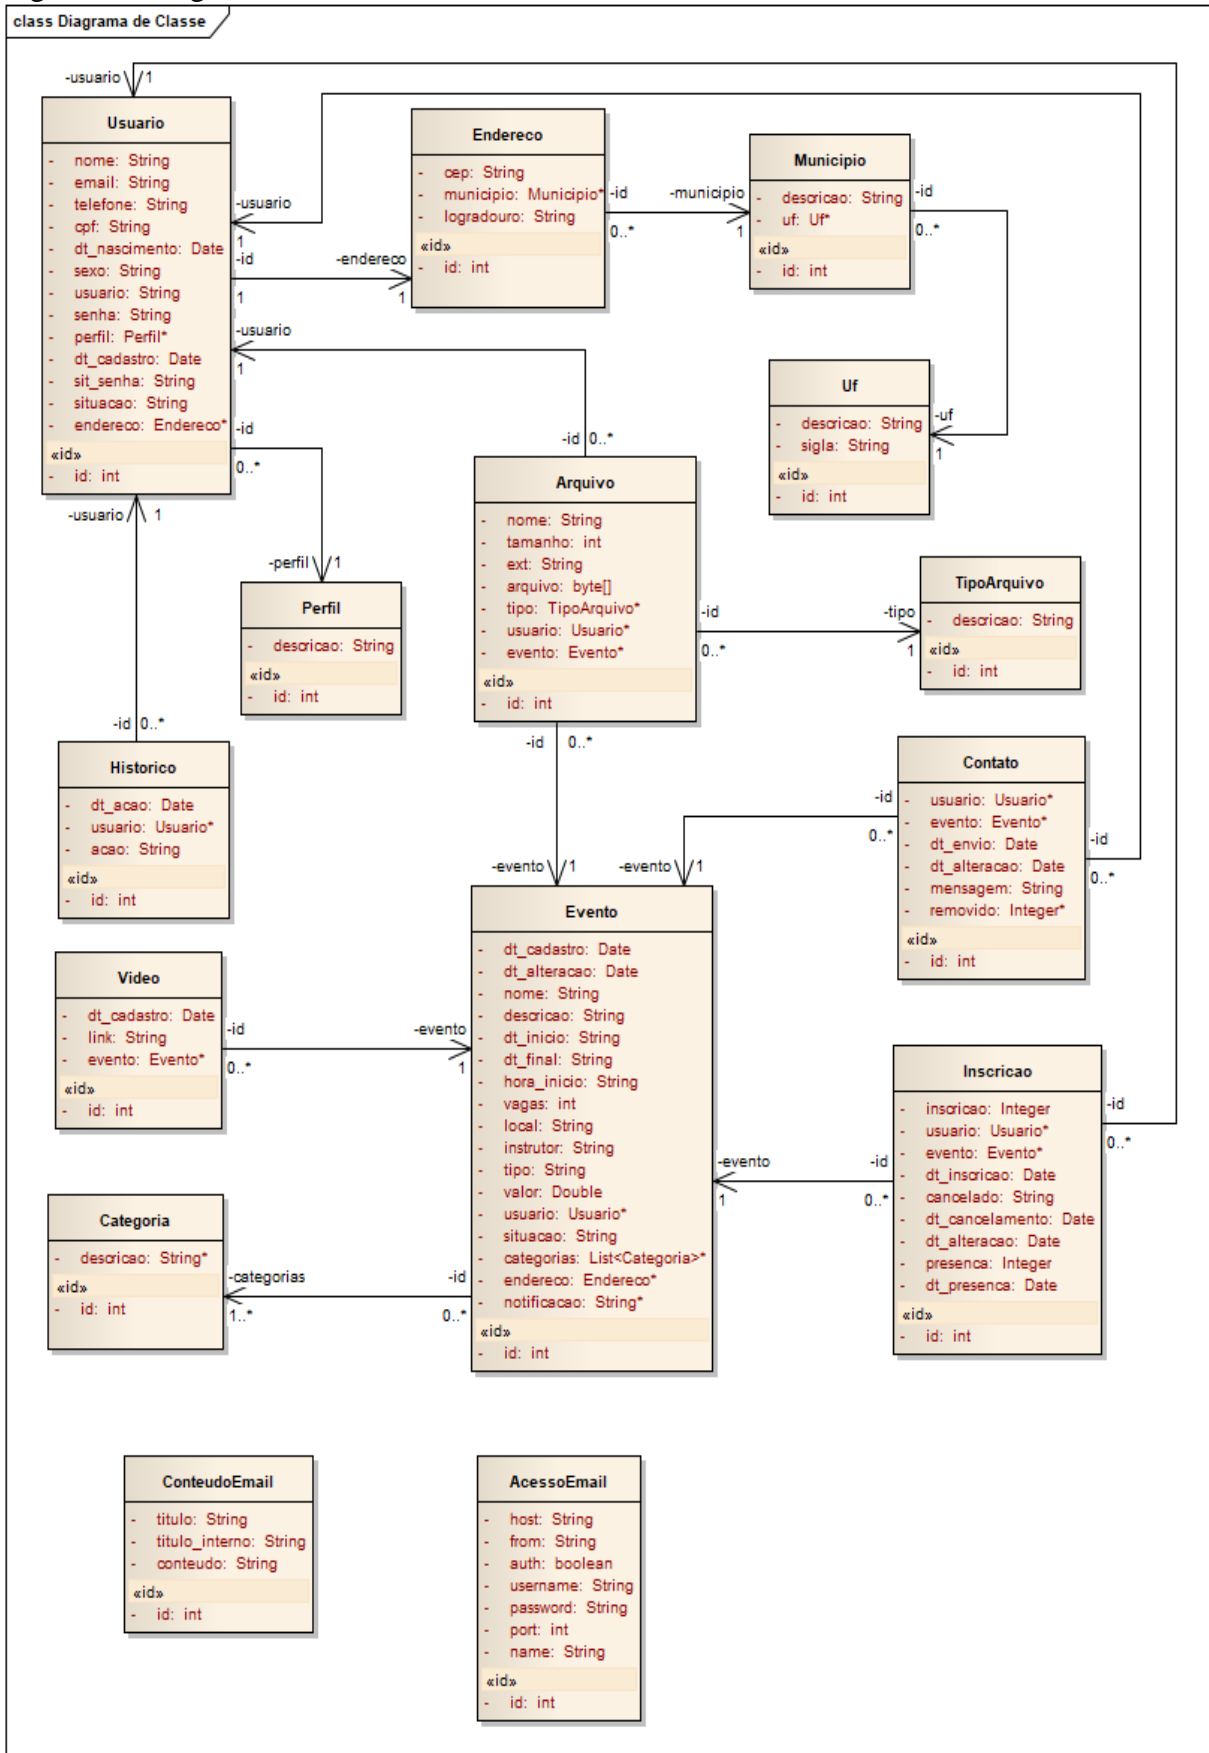 class Diagrama de Classe
-usuario
1
Usuario
- nome: String
- email: String
- telefone: String
- cpf: String
- dt_nascimento: Date
- sexo: String
- usuario: String
- senha: String
- perfil: Perfil*
- dt_cadastro: Date
- sit_senha: String
- situacao: String
- endereco: Endereco*
«id»
- id: int
-usuario
1
-id
1
-endereco
1
-usuario
1
-id
0..*
Endereco
- cep: String
- municipio: Municipio*
- logradouro: String
«id»
- id: int
-id
0..*
-municipio
1
Municipio
- descricao: String
- uf: Uf*
«id»
- id: int
-id
0..*
Uf
- descricao: String
- sigla: String
«id»
- id: int
-uf
1
-usuario
1
-perfil
1
Perfil
- descricao: String
«id»
- id: int
-id 0..*
Arquivo
- nome: String
- tamanho: int
- ext: String
- arquivo: byte[]
- tipo: TipoArquivo*
- usuario: Usuario*
- evento: Evento*
«id»
- id: int
-id
0..*
-tipo
1
TipoArquivo
- descricao: String
«id»
- id: int
-id 0..*
Historico
- dt_acao: Date
- usuario: Usuario*
- acao: String
«id»
- id: int
-id 0..*
-evento 1
-evento 1
-id
0..*
Contato
- usuario: Usuario*
- evento: Evento*
- dt_envio: Date
- dt_alteracao: Date
- mensagem: String
- removido: Integer*
«id»
- id: int
-id
0..*
Evento
- dt_cadastro: Date
- dt_alteracao: Date
- nome: String
- descricao: String
- dt_inicio: String
- dt_final: String
- hora_inicio: String
- vagas: int
- local: String
- instrutor: String
- tipo: String
- valor: Double
- usuario: Usuario*
- situacao: String
- categorias: List<Categoria>*
- endereco: Endereco*
- notificacao: String*
«id»
- id: int
Video
- dt_cadastro: Date
- link: String
- evento: Evento*
«id»
- id: int
-id
0..*
-evento
1
Inscricao
- inscricao: Integer
- usuario: Usuario*
- evento: Evento*
- dt_inscricao: Date
- cancelado: String
- dt_cancelamento: Date
- dt_alteracao: Date
- presenca: Integer
- dt_presenca: Date
«id»
- id: int
-id
0..*
-evento
1
-id
0..*
Categoria
- descricao: String*
«id»
- id: int
-categorias
1..*
-id
0..*
ConteudoEmail
- titulo: String
- titulo_interno: String
- conteudo: String
«id»
- id: int
AcessoEmail
- host: String
- from: String
- auth: boolean
- username: String
- password: String
- port: int
- name: String
«id»
- id: int